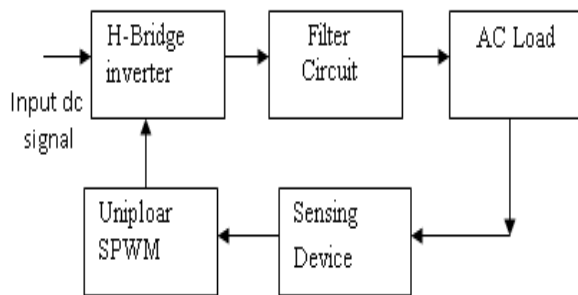 H-Bridge
inverter
Filter
Circuit
AC Load
Input dc
signal
Uniploar
SPWM
Sensing
Device